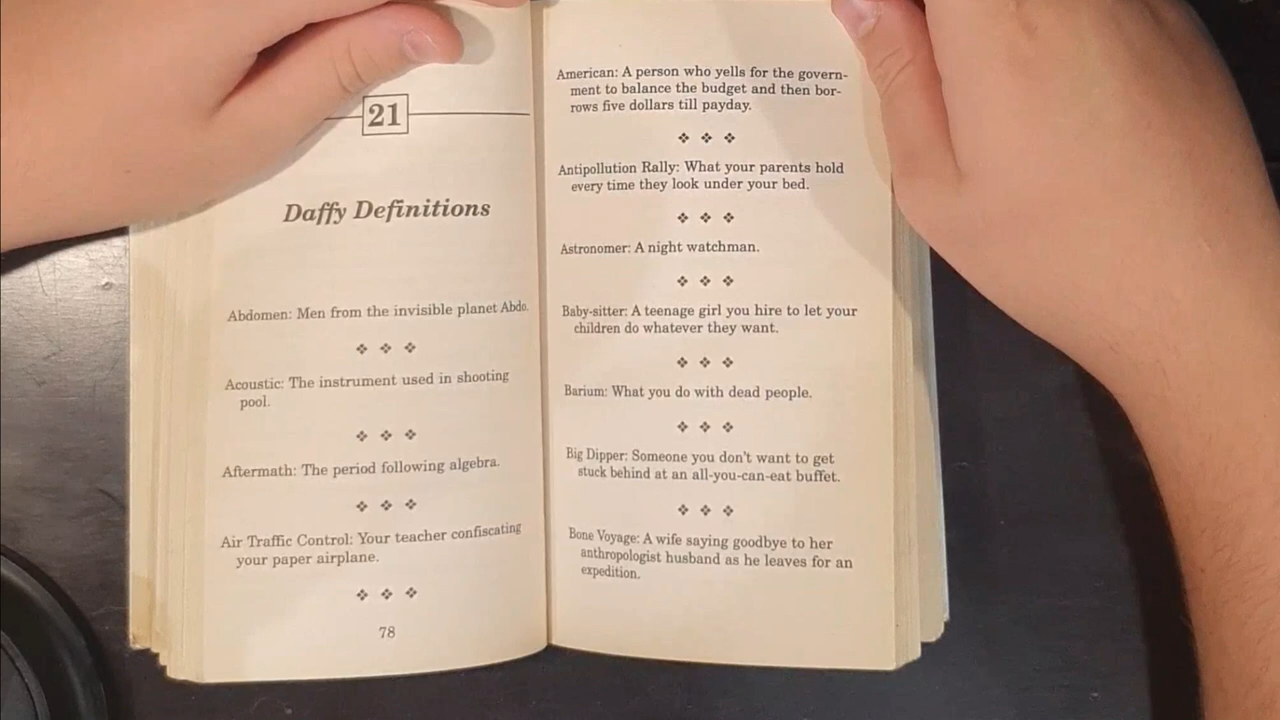 21
Daffy Definitions
Abdomen: Men from the invisible planet Abdo.
Acoustic: The instrument used in shooting
pool.
Aftermath: The period following algebra.
Air Traffic Control: Your teacher confiscating
your paper airplane.
78
American: A person who yells for the govern-
ment to balance the budget and then bor-
rows five dollars till payday.
Antipollution Rally: What your parents hold
every time they look under your bed.
Astronomer: A night watchman.
Baby-sitter: A teenage girl you hire to let your
children do whatever they want.
Barium: What you do with dead people.
Big Dipper: Someone you don't want to get
stuck behind at an all-you-can-eat buffet.
Bone Voyage: A wife saying goodbye to her
anthropologist husband as he leaves for an
expedition.